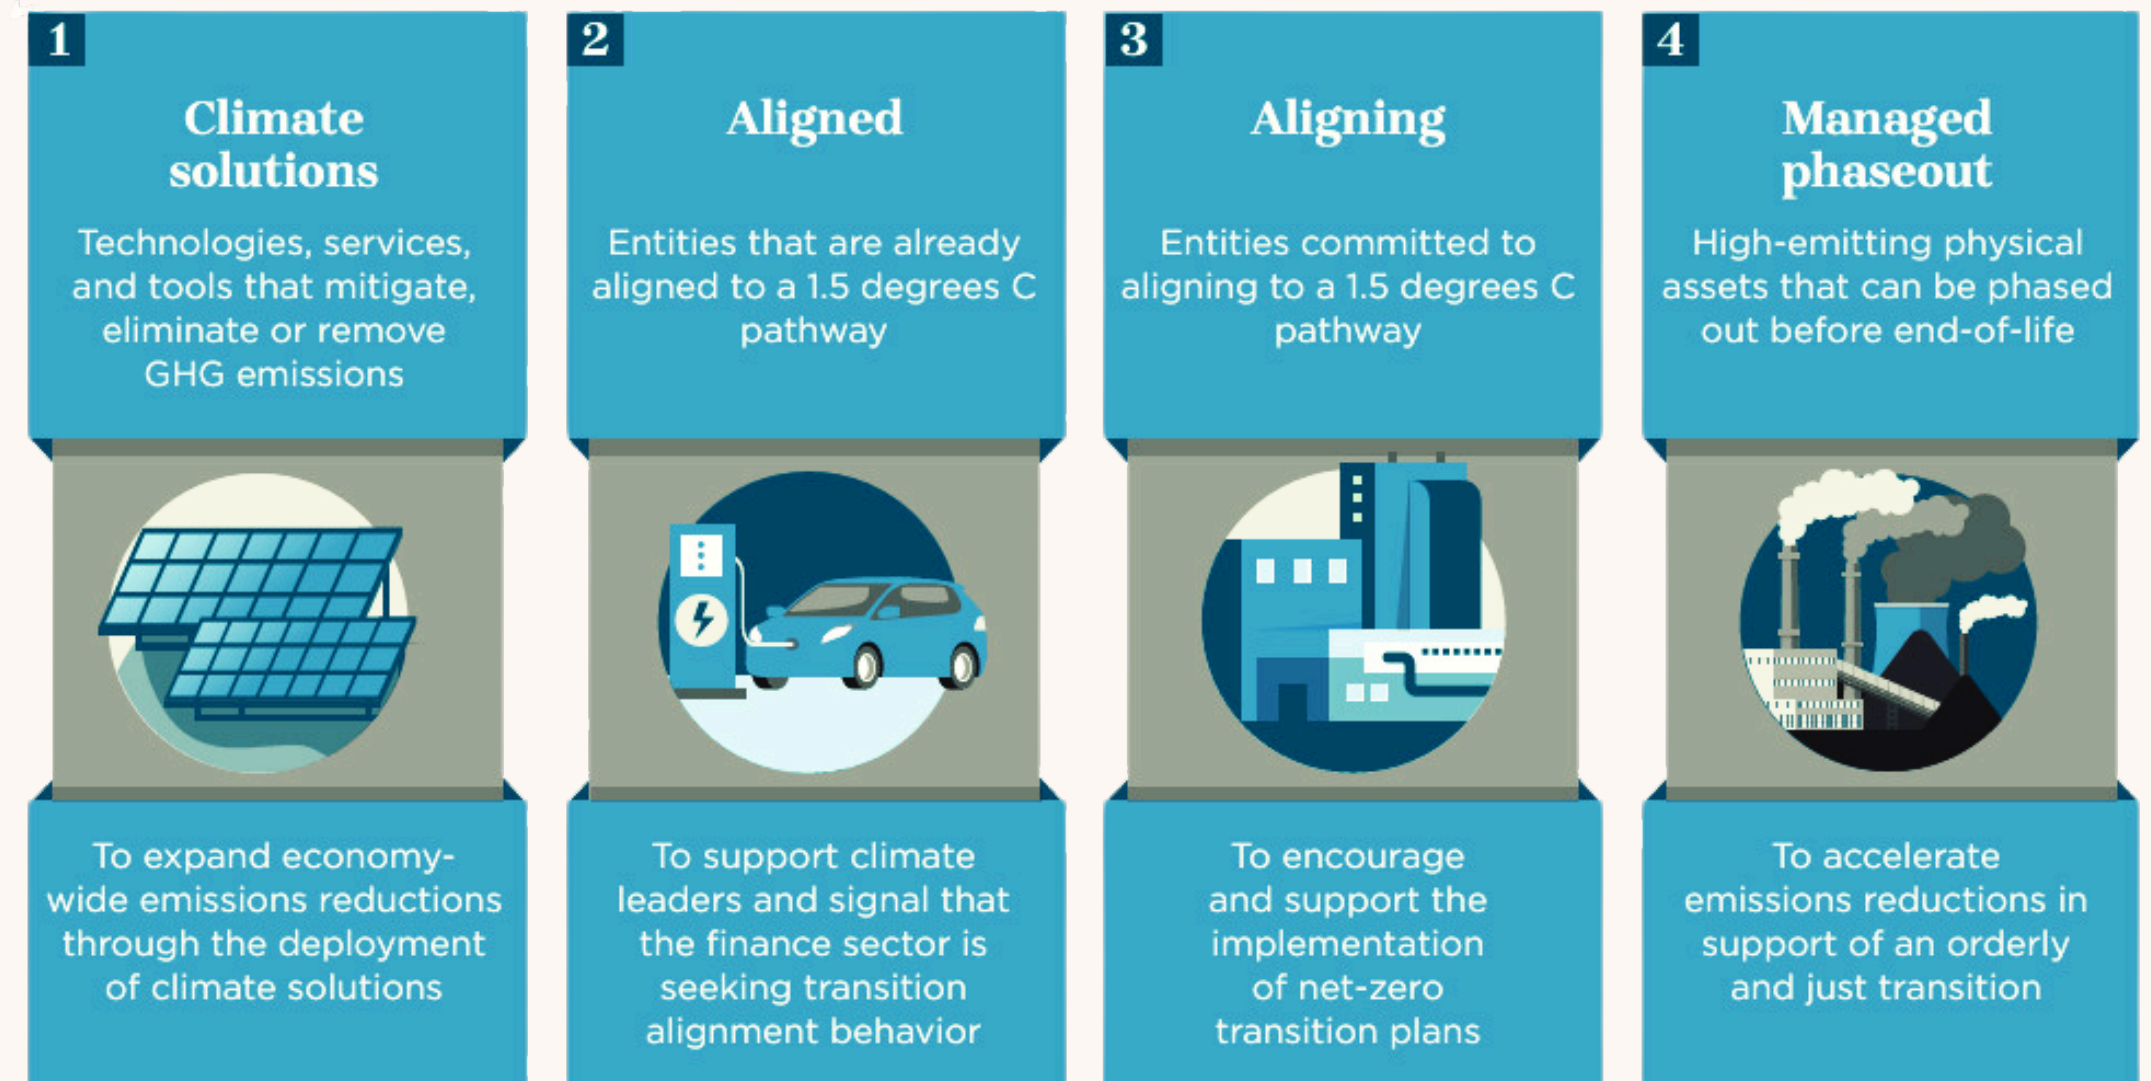 1
Climate
solutions
Technologies, services,
and tools that mitigate,
eliminate or remove
GHG emissions
To expand economy-
wide emissions reductions
through the deployment
of climate solutions
2
Aligned
Entities that are already
aligned to a 1.5 degrees C
pathway
To support climate
leaders and signal that
the finance sector is
seeking transition
alignment behavior
3
Aligning
Entities committed to
aligning to a 1.5 degrees C
pathway
To encourage
and support the
implementation
of net-zero
transition plans
4
Managed
phaseout
High-emitting physical
assets that can be phased
out before end-of-life
To accelerate
emissions reductions in
support of an orderly
and just transition